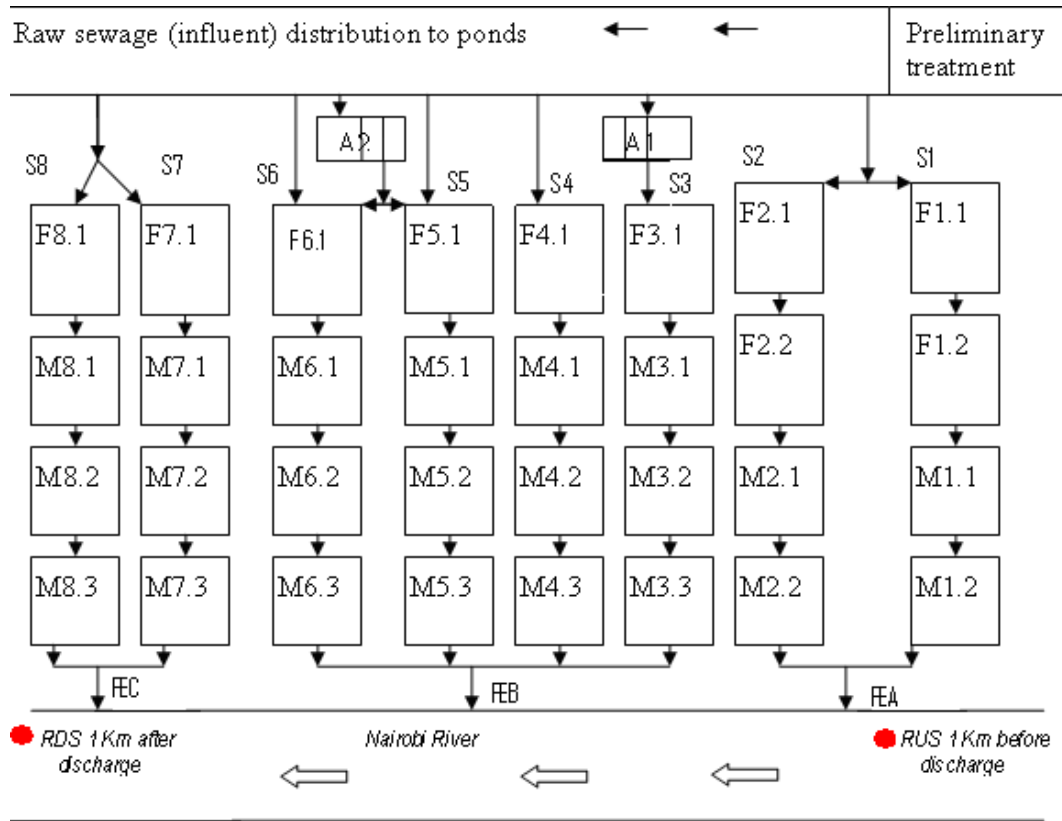 Raw sewage (influent) distribution to ponds
Preliminary
treatment
A 2
A 1
S8
S7
S6
S5
S4
S3
S2
S1
F8.1
F7.1
F6.1
F5.1
F4.1
F3.1
F2.1
F1.1
F2.2
F1.2
M8.1
M7.1
M6.1
M5.1
M4.1
M3.1
M8.2
M7.2
M6.2
M5.2
M4.2
M3.2
M2.1
M1.1
M8.3
M7.3
M6.3
M5.3
M4.3
M3.3
M2.2
M1.2
FEC
FEB
FEA
RDS 1Km after
discharge
Nairobi River
RUS 1Km before
discharge